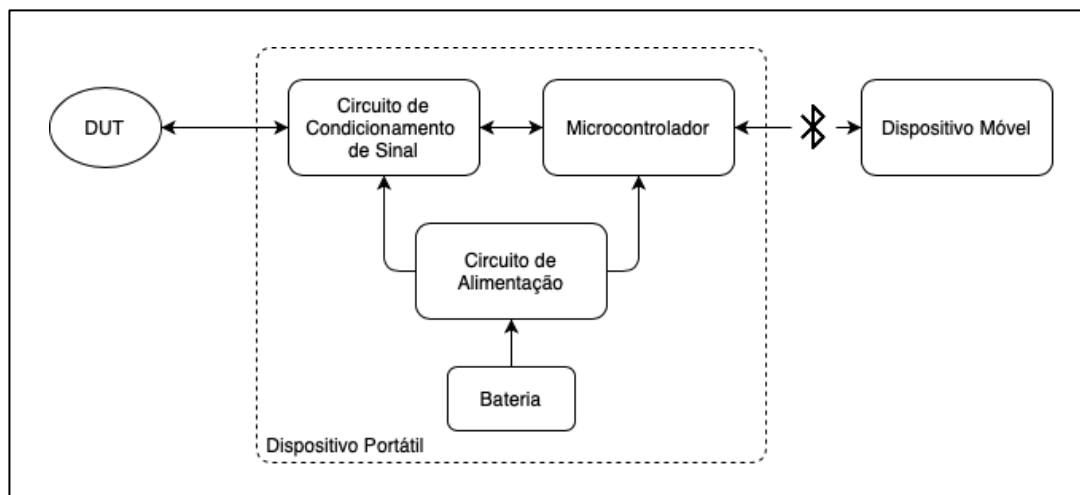 DUT
Circuito de
Condicionamento
de Sinal
Microcontrolador
Dispositivo Móvel
Circuito de
Alimentação
Bateria
Dispositivo Portátil